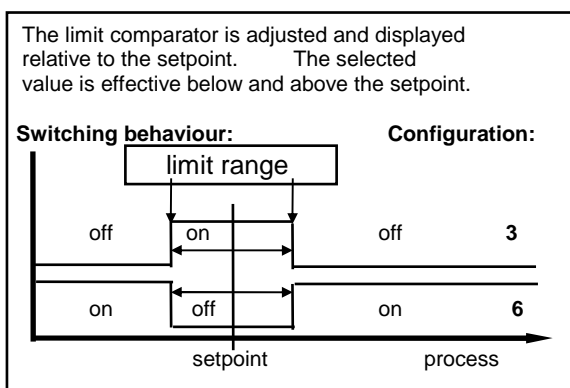 The limit comparator is adjusted and displayed
relative to the setpoint. The selected
value is effective below and above the setpoint.
Switching behaviour: Configuration:
limit range
off on off 3
on off on 6
setpoint process